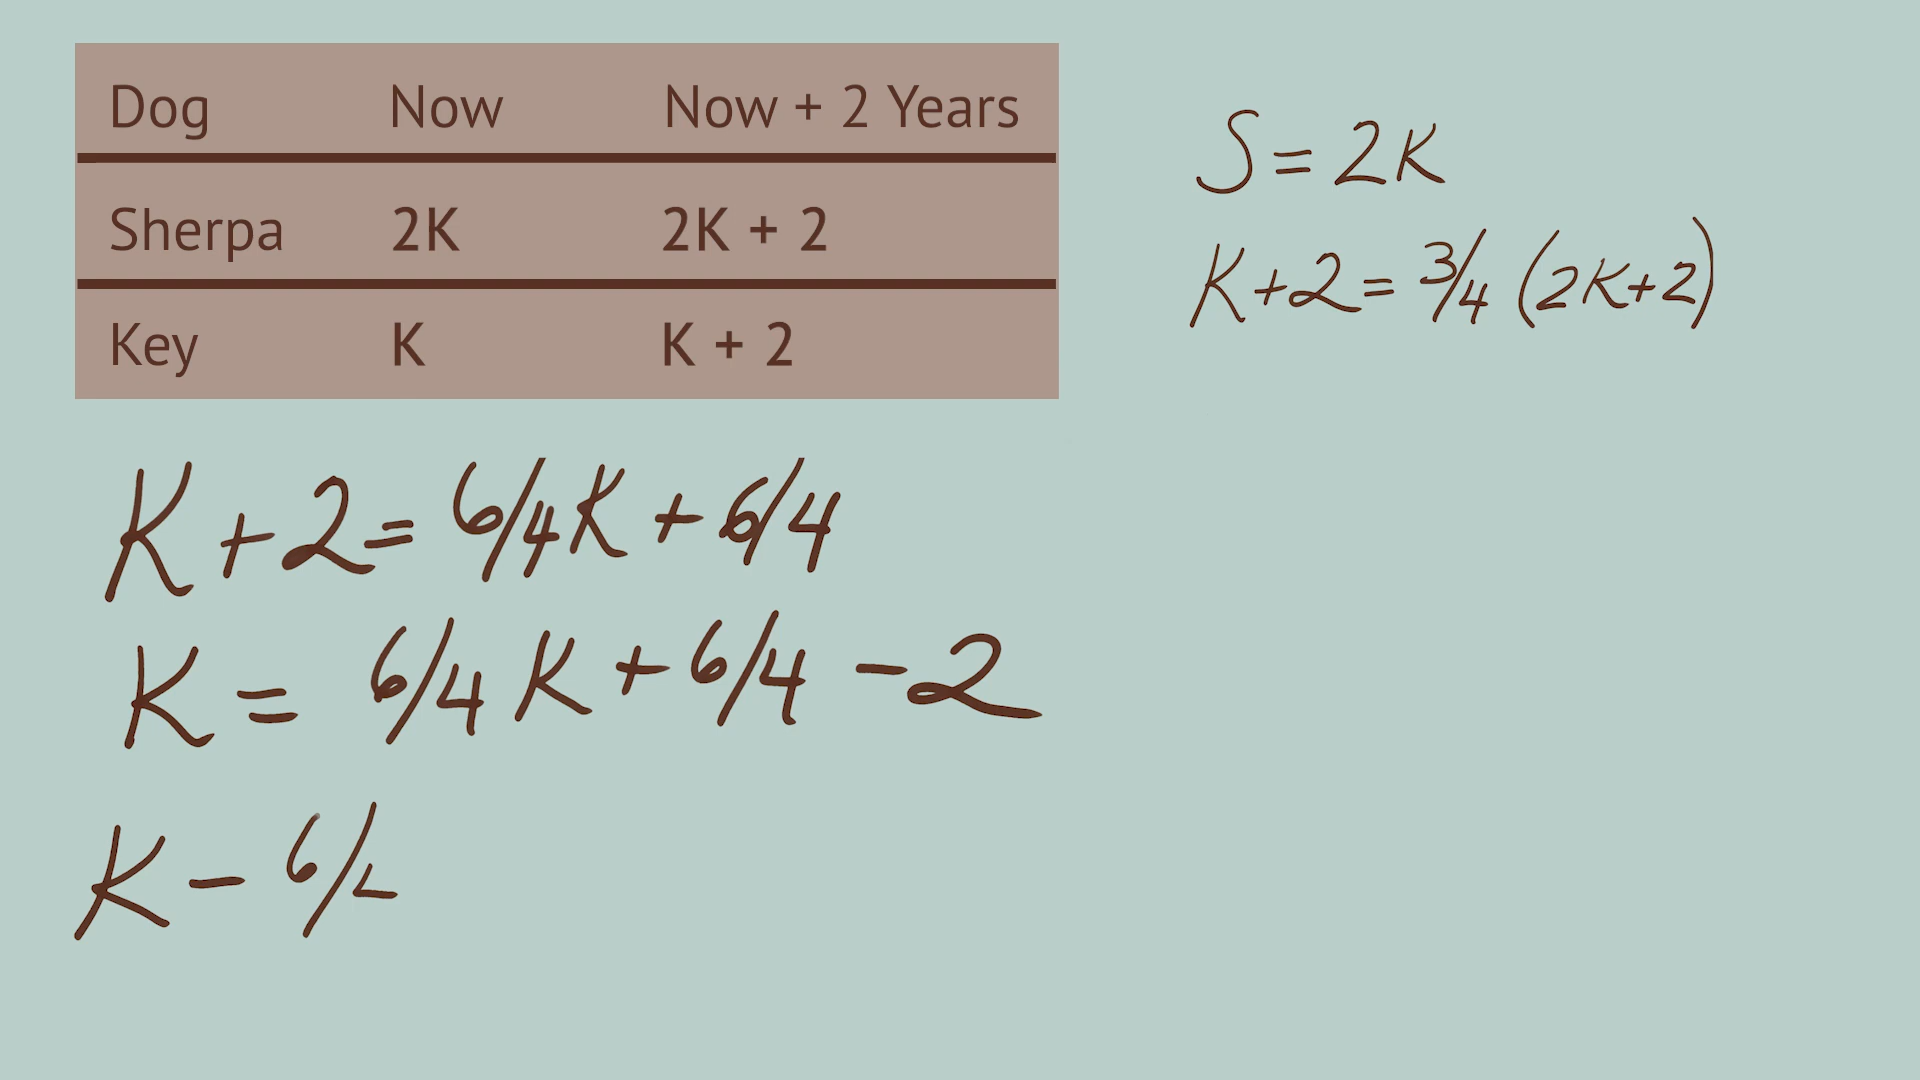 Dog Now Now + 2 Years
Sherpa 2K 2K + 2
Key K K + 2
S = 2K
K + 2 = 3/4 (2K + 2)
K + 2 = 6/4 K + 6/4
K = 6/4 K + 6/4 - 2
K - 6/